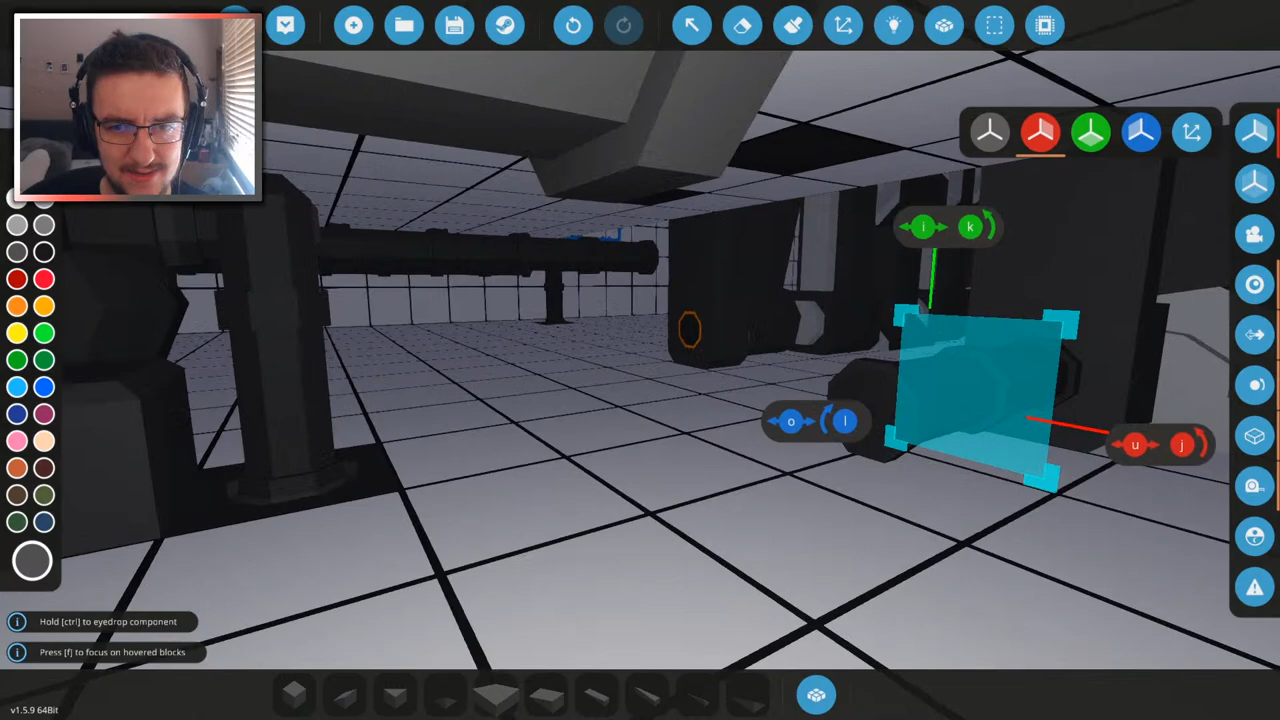 i k
o l
u j
Hold [ctrl] to eyedrop component
Press [f] to focus on hovered blocks
v1.5.9 64Bit